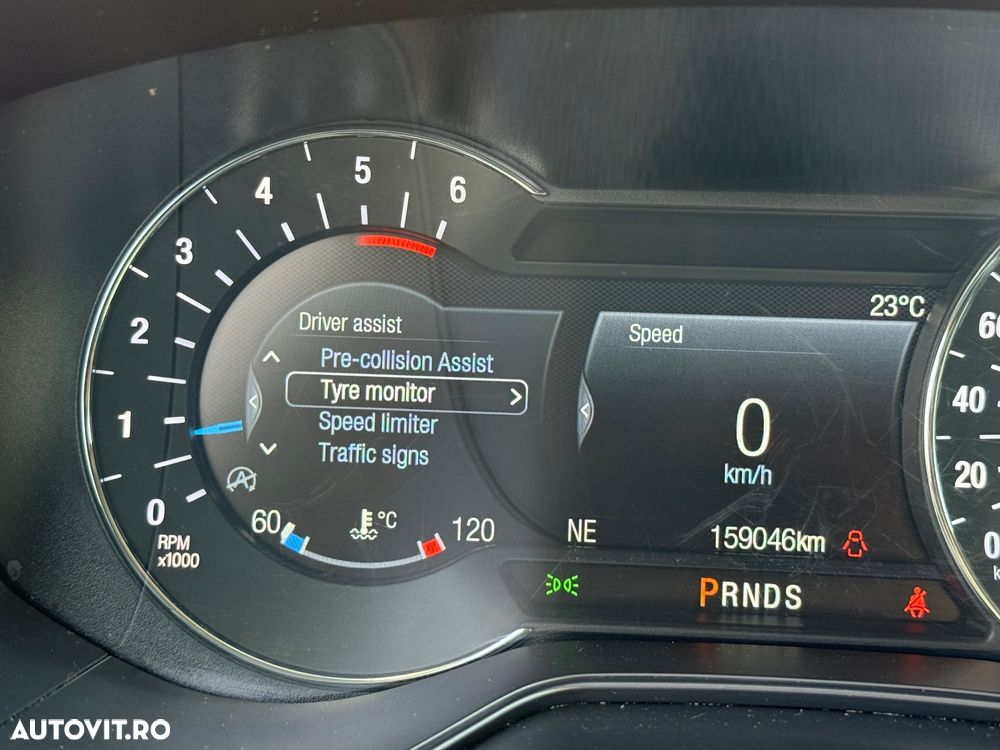 1
2
3
4
5
6
0
RPM
x1000
Driver assist
Pre-collision Assist
Tyre monitor >
Speed limiter
Traffic signs
60 °C 120
23°C
Speed
0
km/h
NE
159046km
PRNDS
40
20
0
AUTOVIT.RO